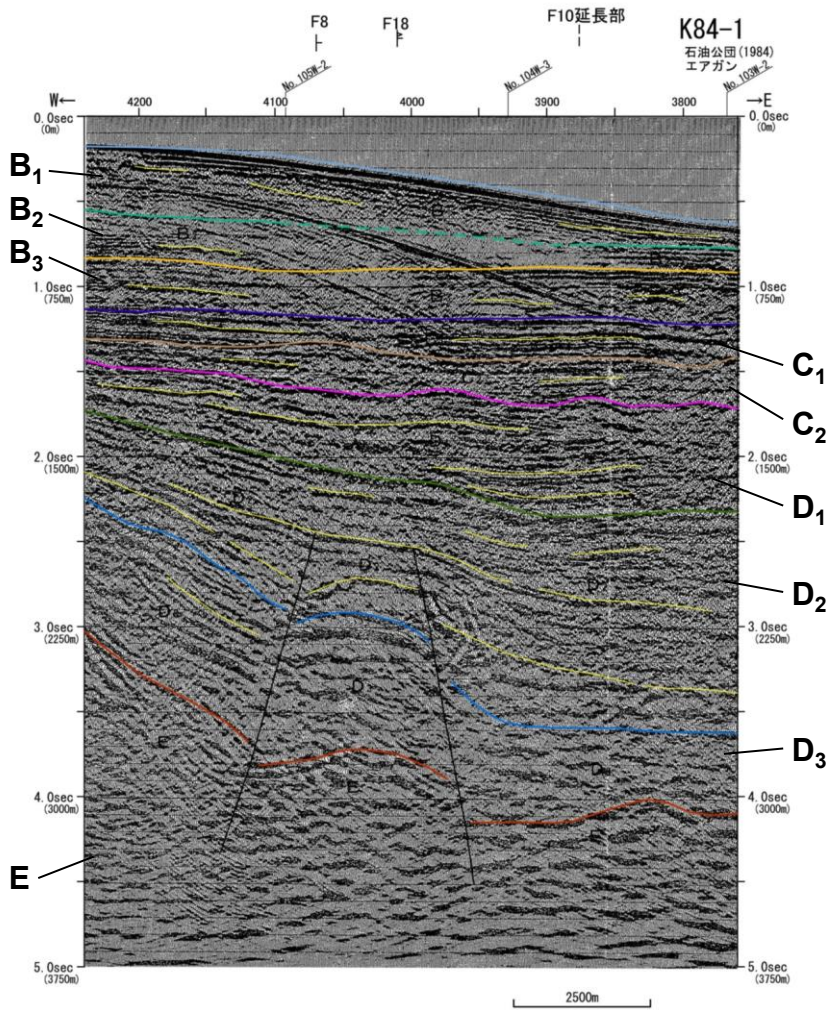 F8
F18
F10延長部
K84-1
石油公団(1984)
エアガン
No.105W-2
No.104W-3
No.103W-2
W←
4200
4100
4000
3900
3800
→E
0.0sec
(0m)
0.0sec
(0m)
B1
B2
B3
1.0sec
(750m)
1.0sec
(750m)
C1
C2
2.0sec
(1500m)
2.0sec
(1500m)
D1
D2
3.0sec
(2250m)
3.0sec
(2250m)
D3
4.0sec
(3000m)
4.0sec
(3000m)
E
E
E
5.0sec
(3750m)
5.0sec
(3750m)
2500m